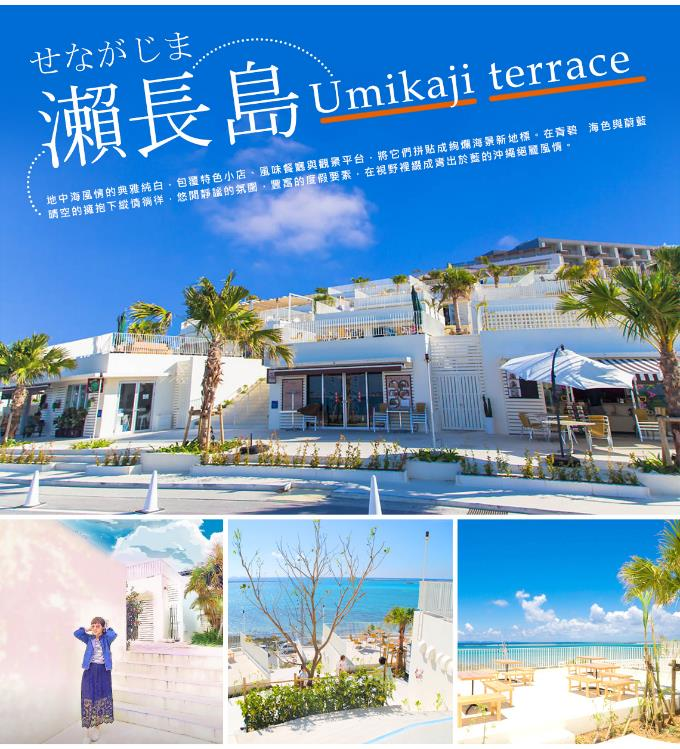 せながじま
瀨長島 Umikaji terrace
地中海風情的典雅純白，包覆特色小店、風味餐廳與觀景平台，將它們拼貼成絢爛海景新地標。在青碧 海色與蔚藍
晴空的擁抱下縱情徜徉，悠閒靜謐的氛圍，豐富的度假要素，在視野裡綴成青出於藍的沖繩絕麗風情。